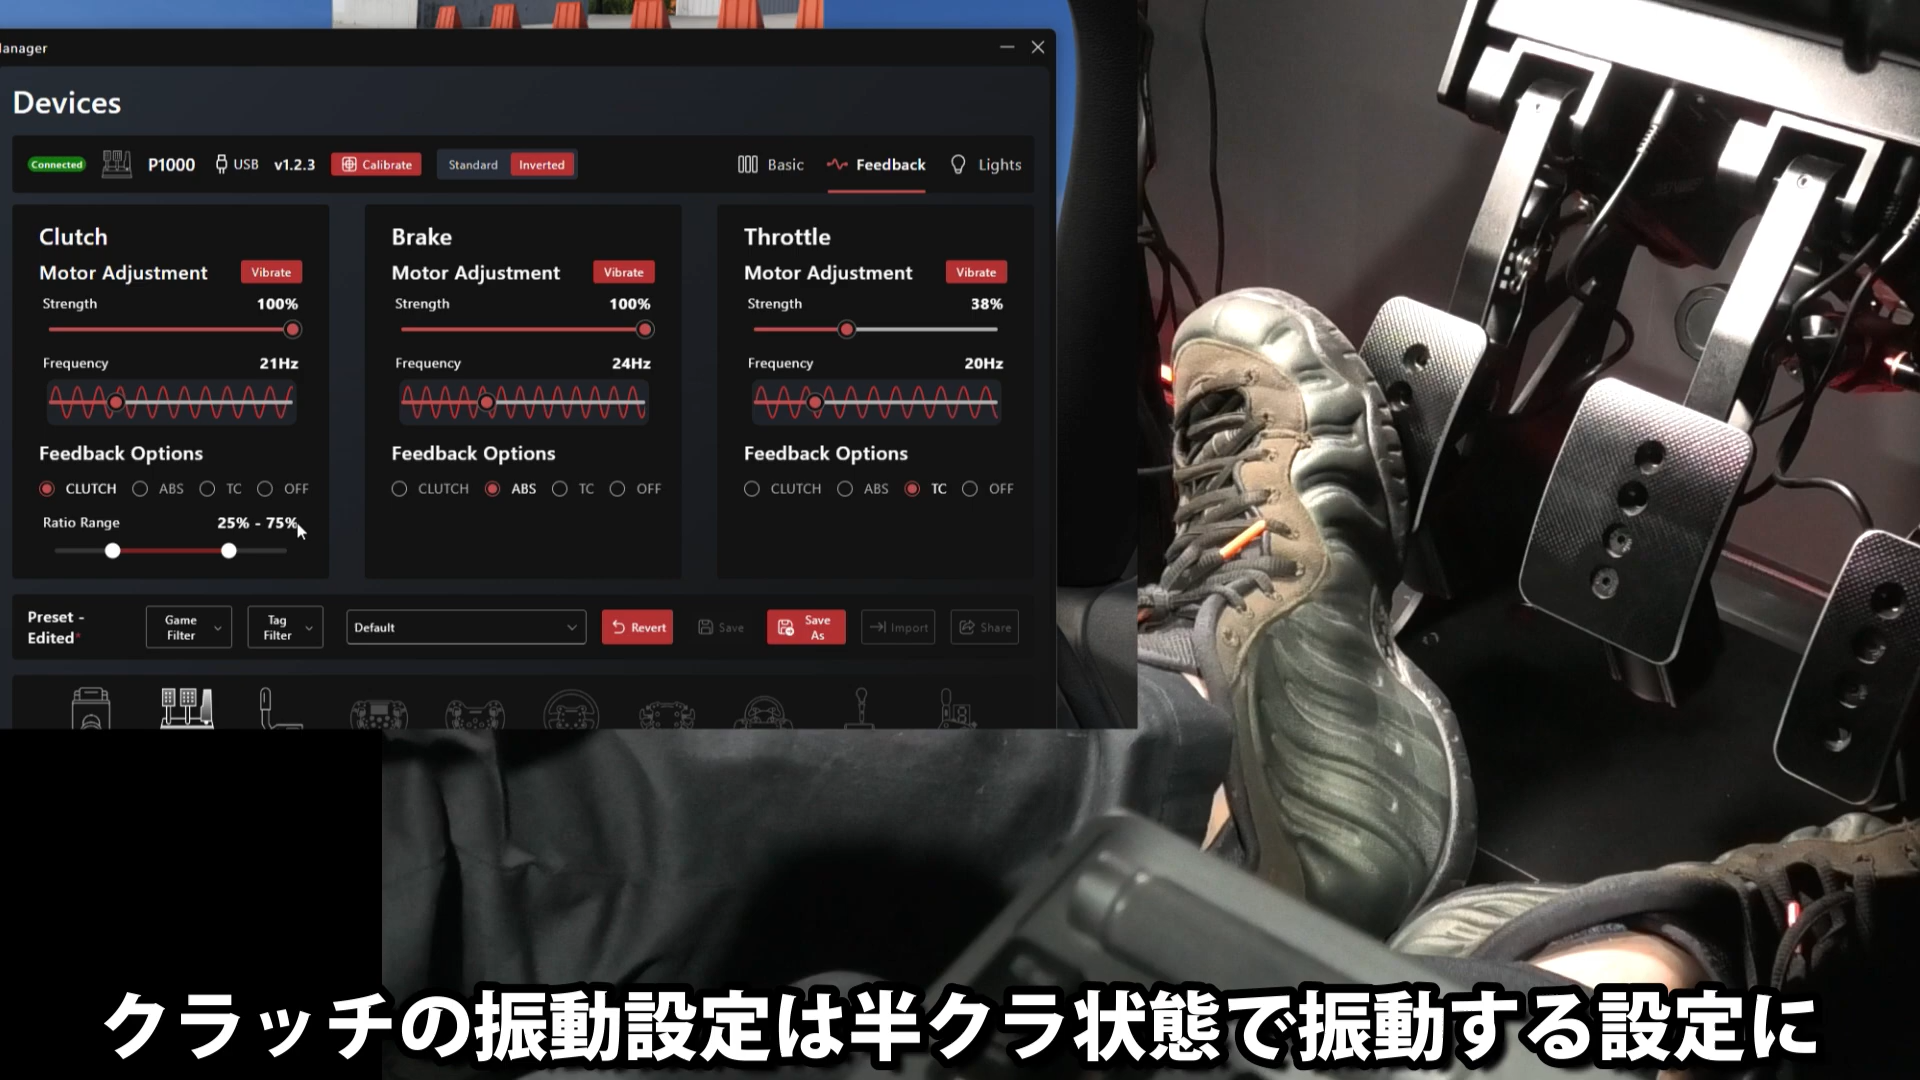 Manager
Devices
Connected P1000 USB v1.2.3 Calibrate Standard Inverted Basic Feedback Lights
Clutch
Motor Adjustment Vibrate
Strength 100%
Frequency 21Hz
Feedback Options
CLUTCH ABS TC OFF
Ratio Range 25% - 75%
Brake
Motor Adjustment Vibrate
Strength 100%
Frequency 24Hz
Feedback Options
CLUTCH ABS TC OFF
Throttle
Motor Adjustment Vibrate
Strength 38%
Frequency 20Hz
Feedback Options
CLUTCH ABS TC OFF
Preset -
Edited*
Game
Filter
Tag
Filter
Default
Revert
Save
Save
As
Import
Share
クラッチの振動設定は半クラ状態で振動する設定に